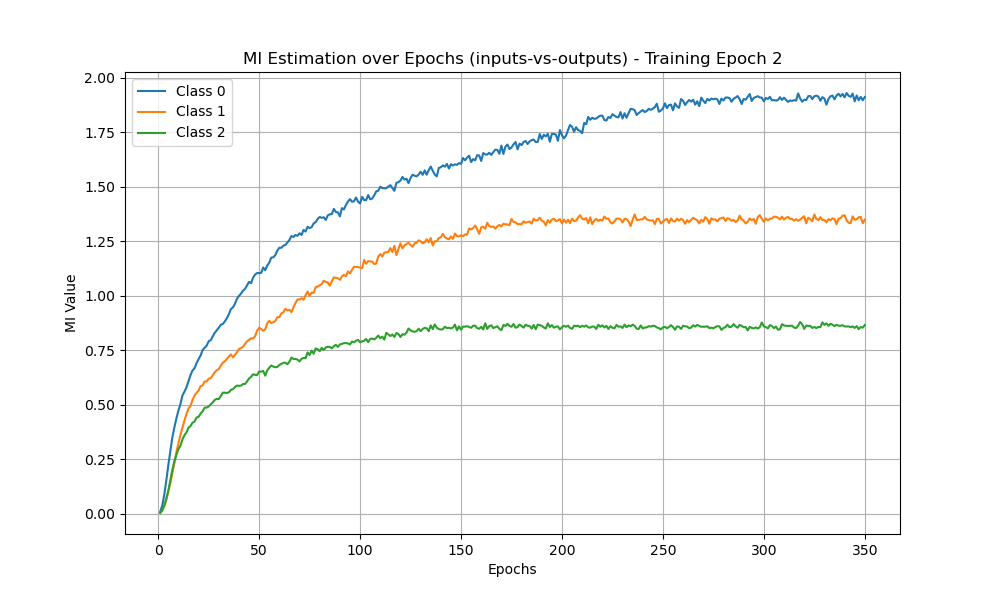 MI Estimation over Epochs (inputs-vs-outputs) - Training Epoch 2
Class 0
Class 1
Class 2
MI Value
2.00
1.75
1.50
1.25
1.00
0.75
0.50
0.25
0.00
0 50 100 150 200 250 300 350
Epochs